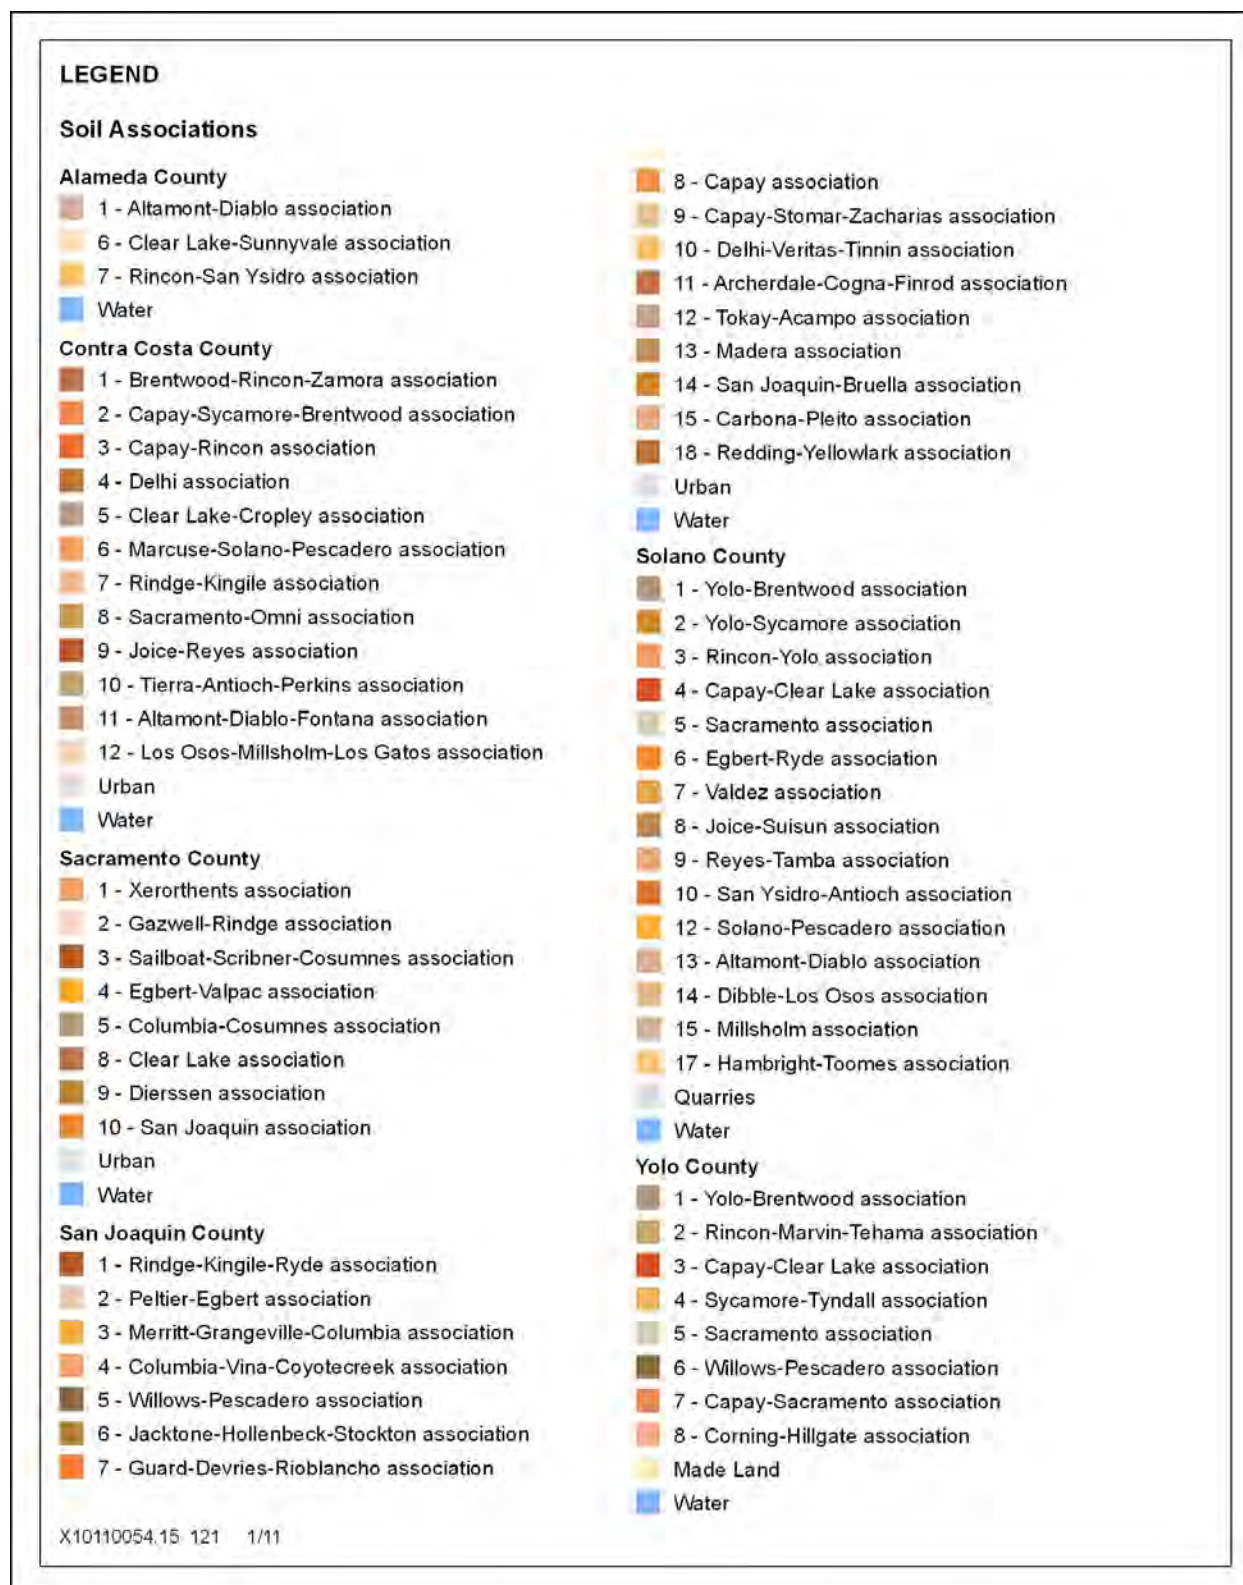 LEGEND
Soil Associations
Alameda County
1 - Altamont-Diablo association
6 - Clear Lake-Sunnyvale association
7 - Rincon-San Ysidro association
Water
Contra Costa County
1 - Brentwood-Rincon-Zamora association
2 - Capay-Sycamore-Brentwood association
3 - Capay-Rincon association
4 - Delhi association
5 - Clear Lake-Cropley association
6 - Marcuse-Solano-Pescadero association
7 - Rindge-Kingile association
8 - Sacramento-Omni association
9 - Joice-Reyes association
10 - Tierra-Antioch-Perkins association
11 - Altamont-Diablo-Fontana association
12 - Los Osos-Millsholm-Los Gatos association
Urban
Water
Sacramento County
1 - Xerorthents association
2 - Gazwell-Rindge association
3 - Sailboat-Scribner-Cosumnes association
4 - Egbert-Valpac association
5 - Columbia-Cosumnes association
8 - Clear Lake association
9 - Dierssen association
10 - San Joaquin association
Urban
Water
San Joaquin County
1 - Rindge-Kingile-Ryde association
2 - Peltier-Egbert association
3 - Merritt-Grangeville-Columbia association
4 - Columbia-Vina-Coyotecreek association
5 - Willows-Pescadero association
6 - Jacktone-Hollenbeck-Stockton association
7 - Guard-Devries-Rioblancho association
8 - Capay association
9 - Capay-Stomar-Zacharias association
10 - Delhi-Veritas-Tinnin association
11 - Archerdale-Cogna-Finrod association
12 - Tokay-Acampo association
13 - Madera association
14 - San Joaquin-Bruella association
15 - Carbona-Pleito association
18 - Redding-Yellowlark association
Urban
Water
Solano County
1 - Yolo-Brentwood association
2 - Yolo-Sycamore association
3 - Rincon-Yolo association
4 - Capay-Clear Lake association
5 - Sacramento association
6 - Egbert-Ryde association
7 - Valdez association
8 - Joice-Suisun association
9 - Reyes-Tamba association
10 - San Ysidro-Antioch association
12 - Solano-Pescadero association
13 - Altamont-Diablo association
14 - Dibble-Los Osos association
15 - Millsholm association
17 - Hambright-Toomes association
Quarries
Water
Yolo County
1 - Yolo-Brentwood association
2 - Rincon-Marvin-Tehama association
3 - Capay-Clear Lake association
4 - Sycamore-Tyndall association
5 - Sacramento association
6 - Willows-Pescadero association
7 - Capay-Sacramento association
8 - Corning-Hillgate association
Made Land
Water
X10110054.15 121 1/11